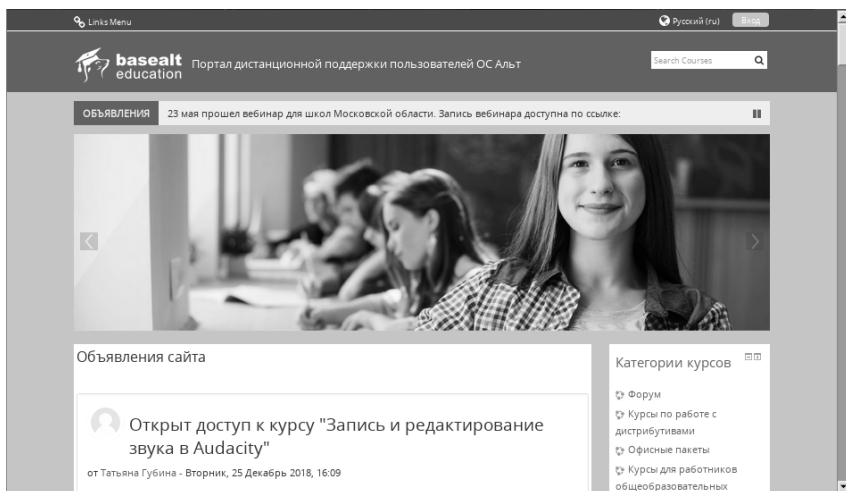 Links Menu
Русский (ru)
Вход
basealt
education
Портал дистанционной поддержки пользователей ОС Альт
Search Courses
ОБЪЯВЛЕНИЯ
23 мая прошел вебинар для школ Московской области. Запись вебинара доступна по ссылке:
Объявления сайта
Открыт доступ к курсу "Запись и редактирование
звука в Audacity"
от Татьяна Губина - Вторник, 25 Декабрь 2018, 16:09
Категории курсов
Форум
Курсы по работе с
дистрибутивами
Офисные пакеты
Курсы для работников
общеобразовательных